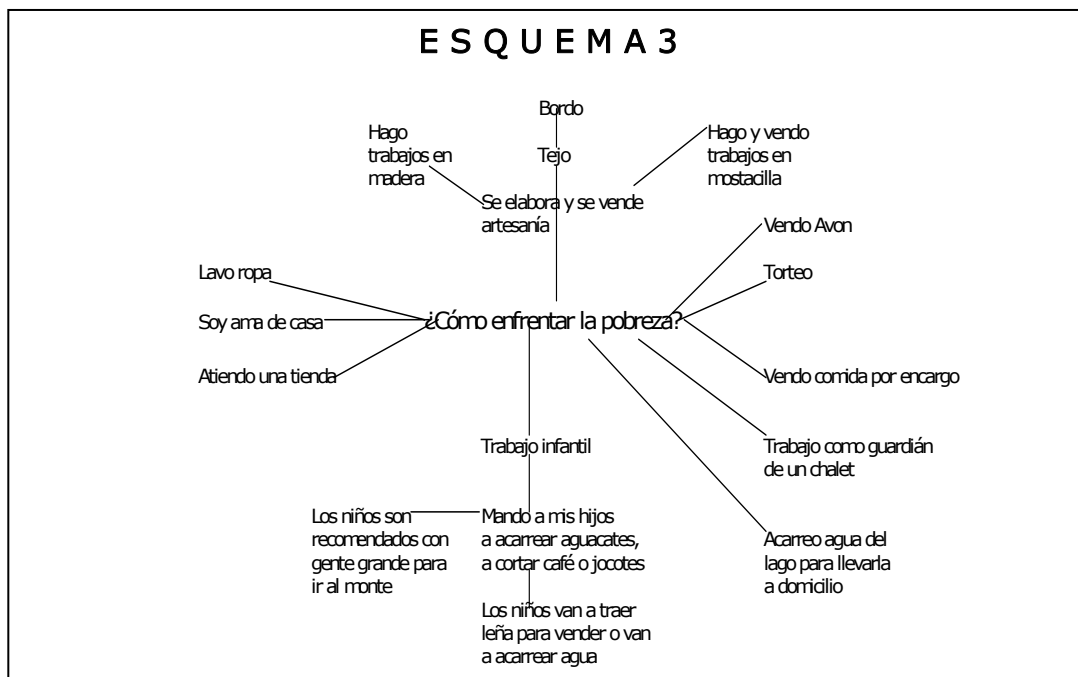 ESQUEMA 3
Bordo
Hago
trabajos en
madera
Tejo
Hago y vendo
trabajos en
mostacilla
Se elabora y se vende
artesanía
Vendo Avon
Lavo ropa
Torteo
Soy ama de casa
¿Cómo enfrentar la pobreza?
Atiendo una tienda
Vendo comida por encargo
Trabajo infantil
Trabajo como guardián
de un chalet
Los niños son
recomendados con
gente grande para
ir al monte
Mando a mis hijos
a acarrear aguacates,
a cortar café o jocotes
Acarreo agua del
lago para llevarla
a domicilio
Los niños van a traer
leña para vender o van
a acarrear agua